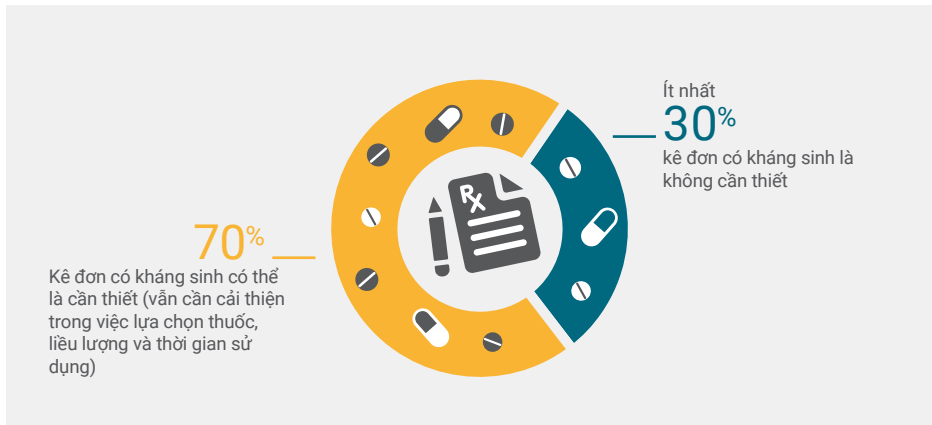 Ít nhất
30%
kê đơn có kháng sinh là
không cần thiết
70%
Kê đơn có kháng sinh có thể
là cần thiết (vẫn cần cải thiện
trong việc lựa chọn thuốc,
liều lượng và thời gian sử
dụng)
Rx